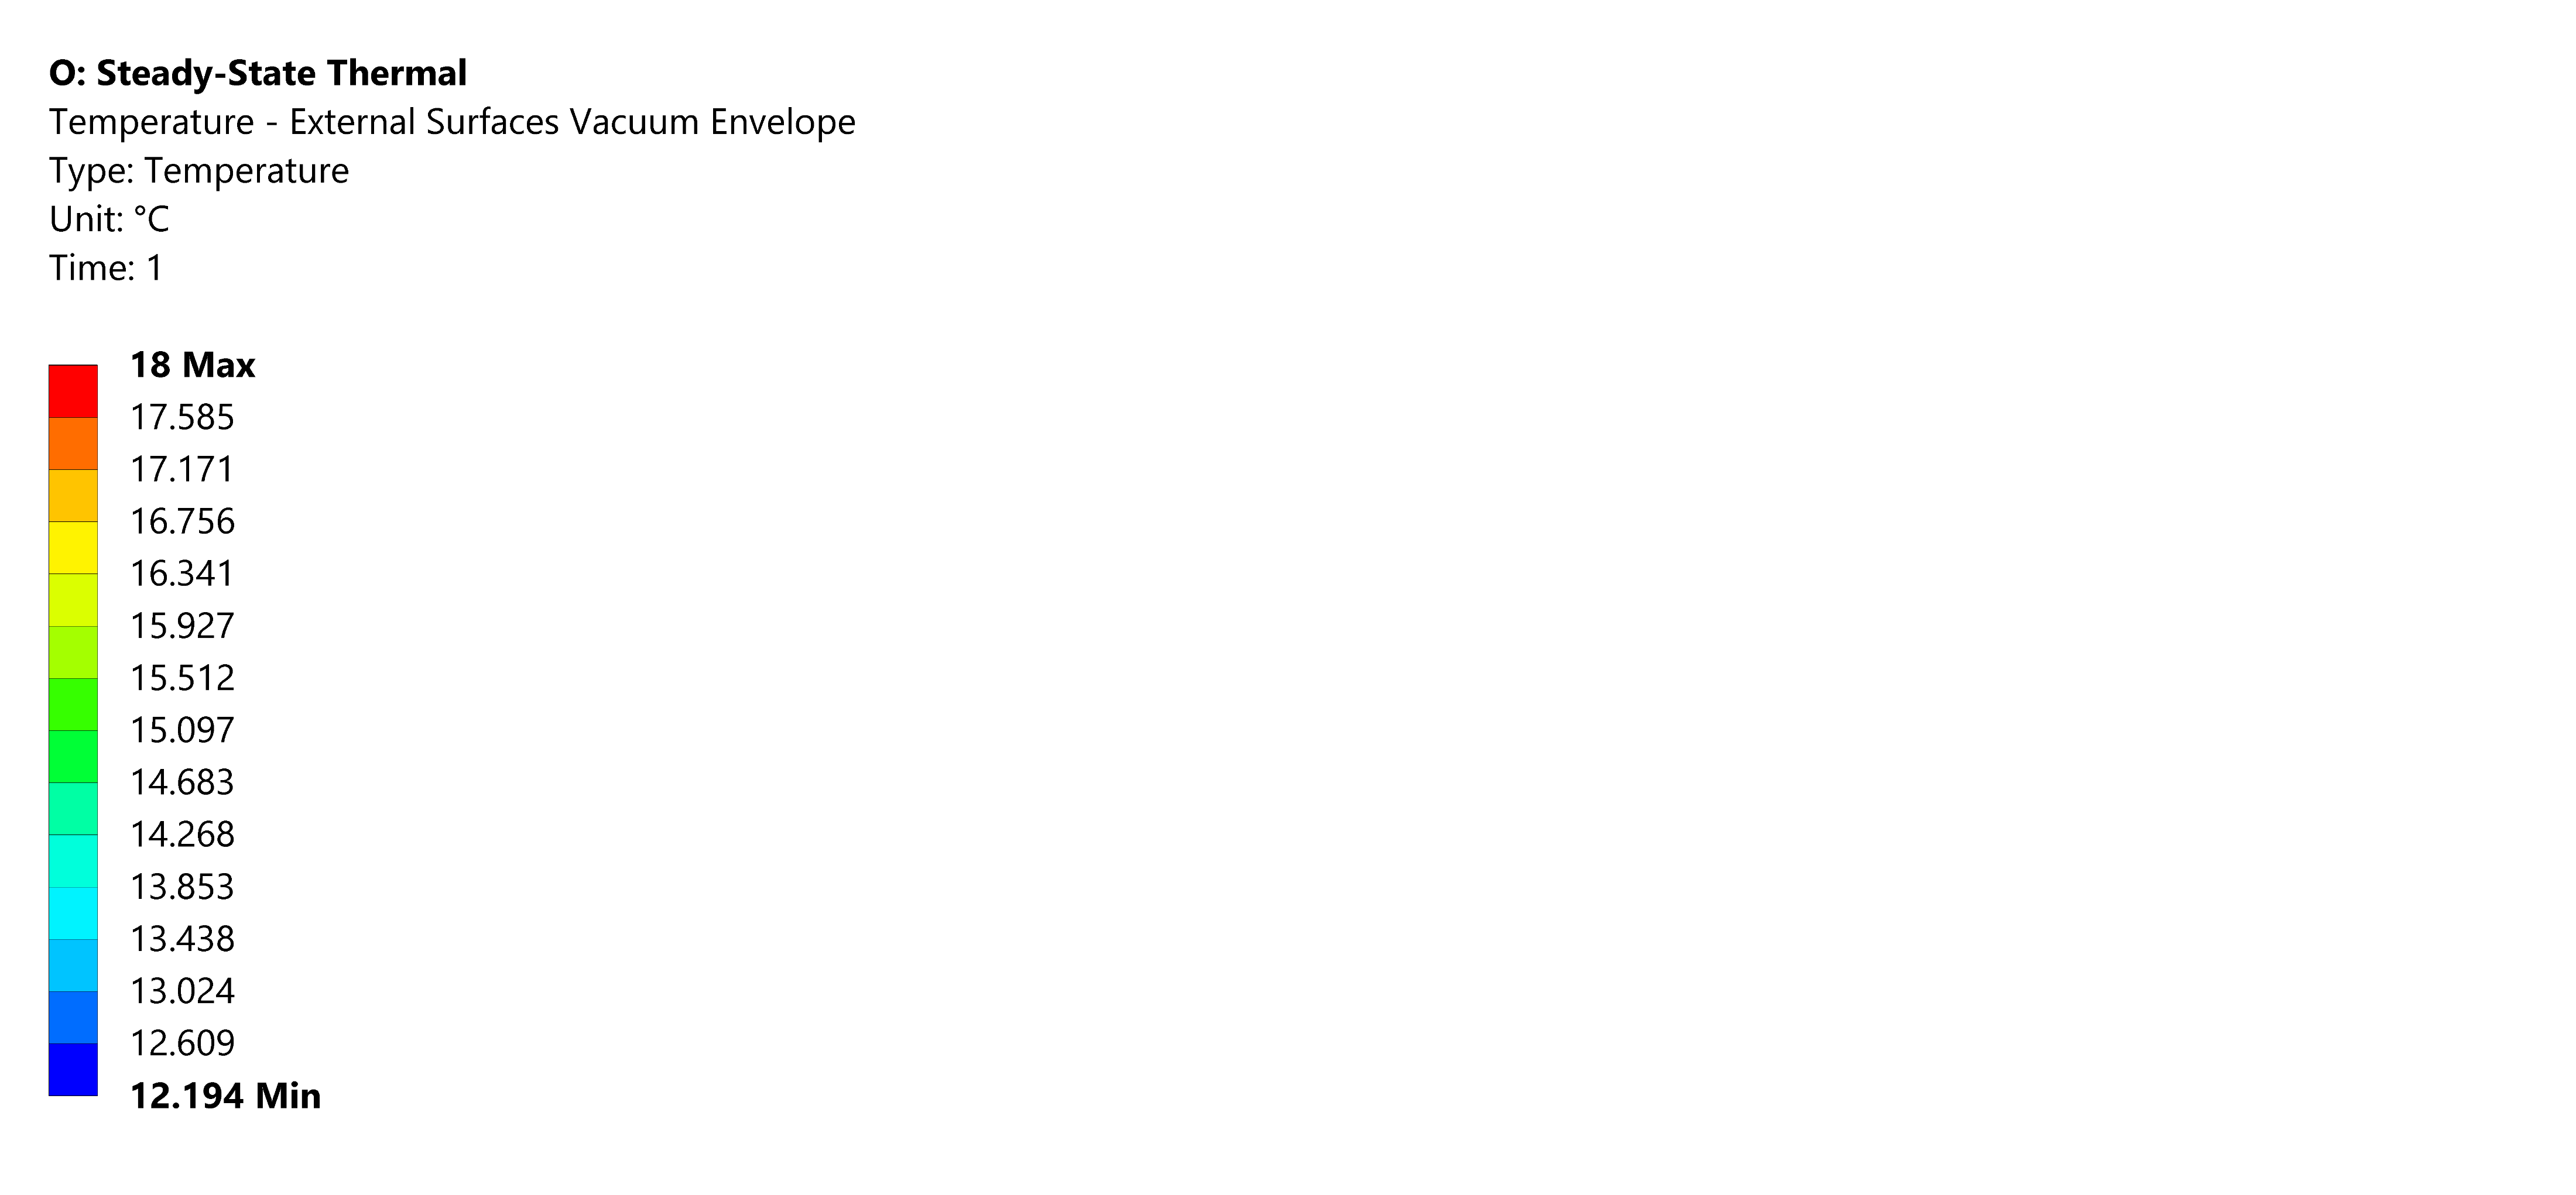 O: Steady-State Thermal
Temperature - External Surfaces Vacuum Envelope
Type: Temperature
Unit: °C
Time: 1
18 Max
17.585
17.171
16.756
16.341
15.927
15.512
15.097
14.683
14.268
13.853
13.438
13.024
12.609
12.194 Min